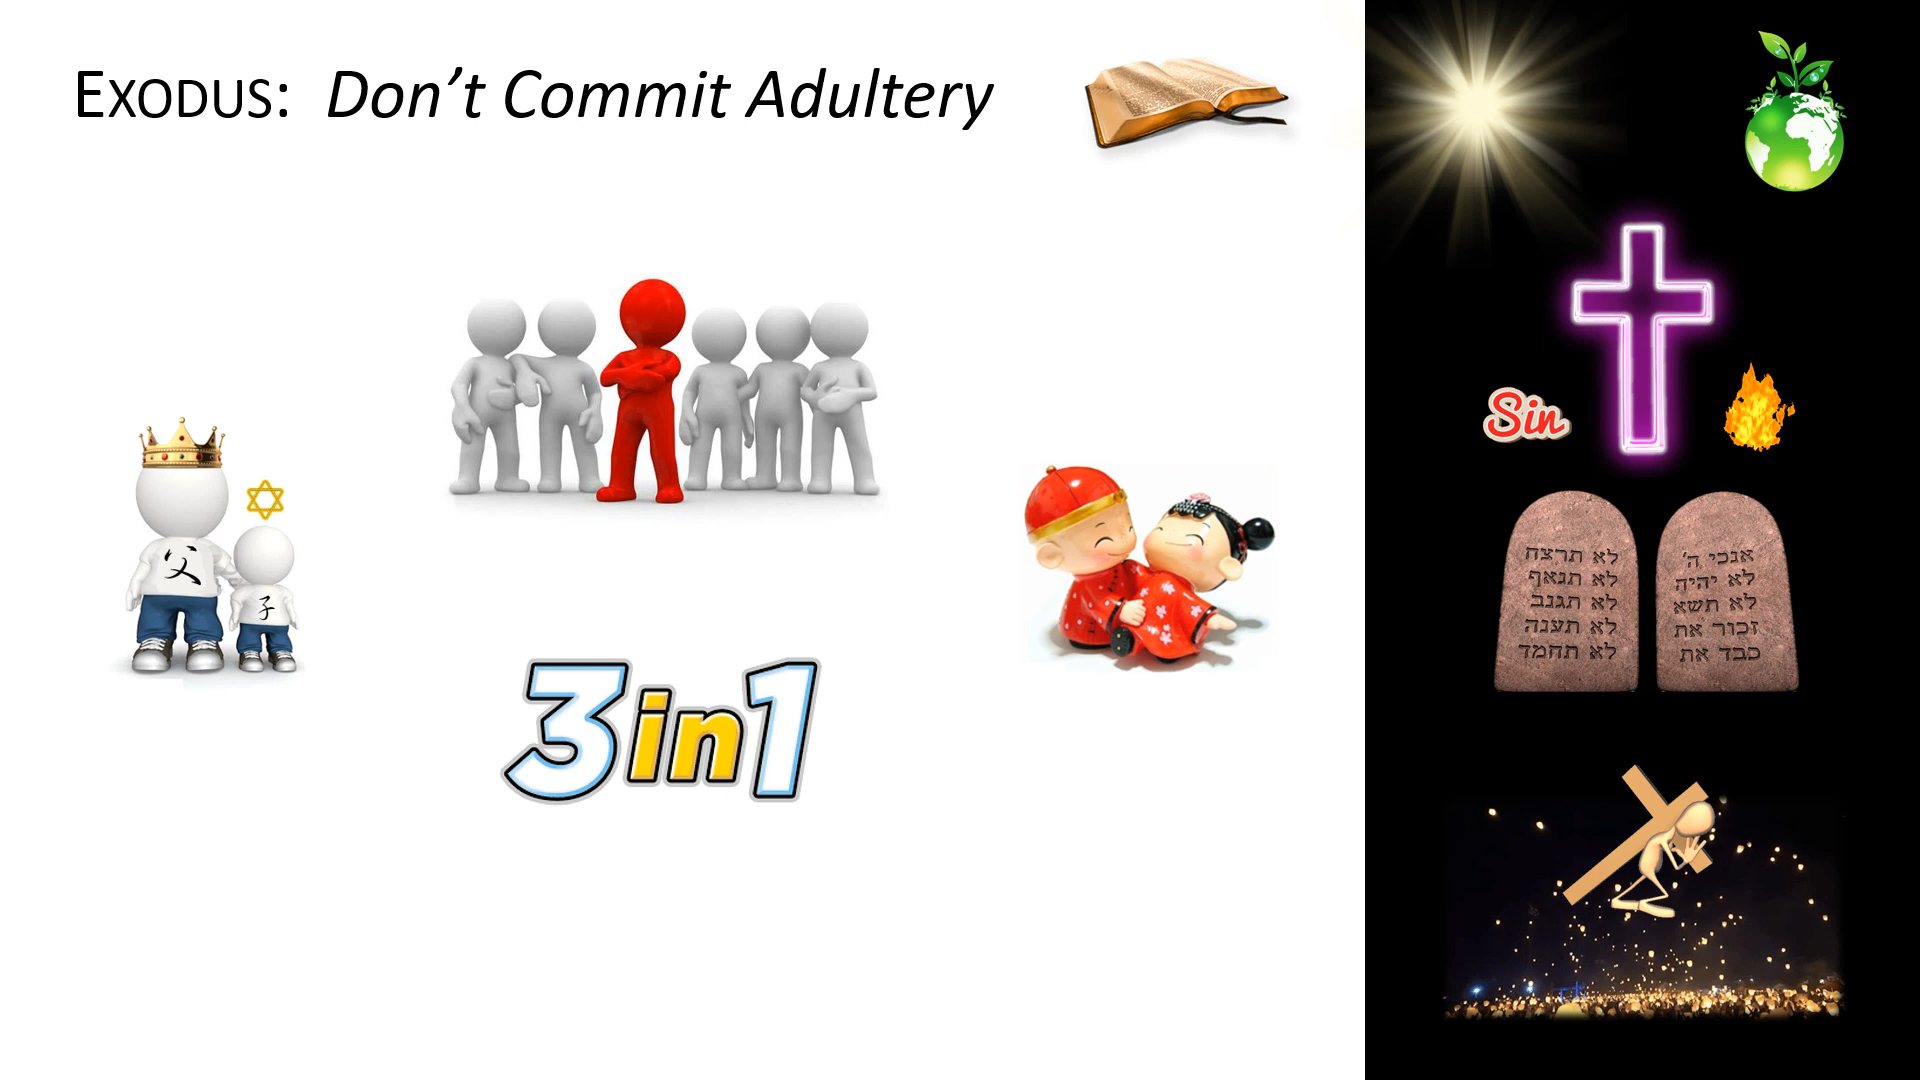 EXODUS: Don’t Commit Adultery
父
子
3in1
Sin
אנכי ה'
לא יהיה
לא תשא
זכור את
כבד את
לא תרצח
לא תנאף
לא תגנב
לא תענה
לא תחמד